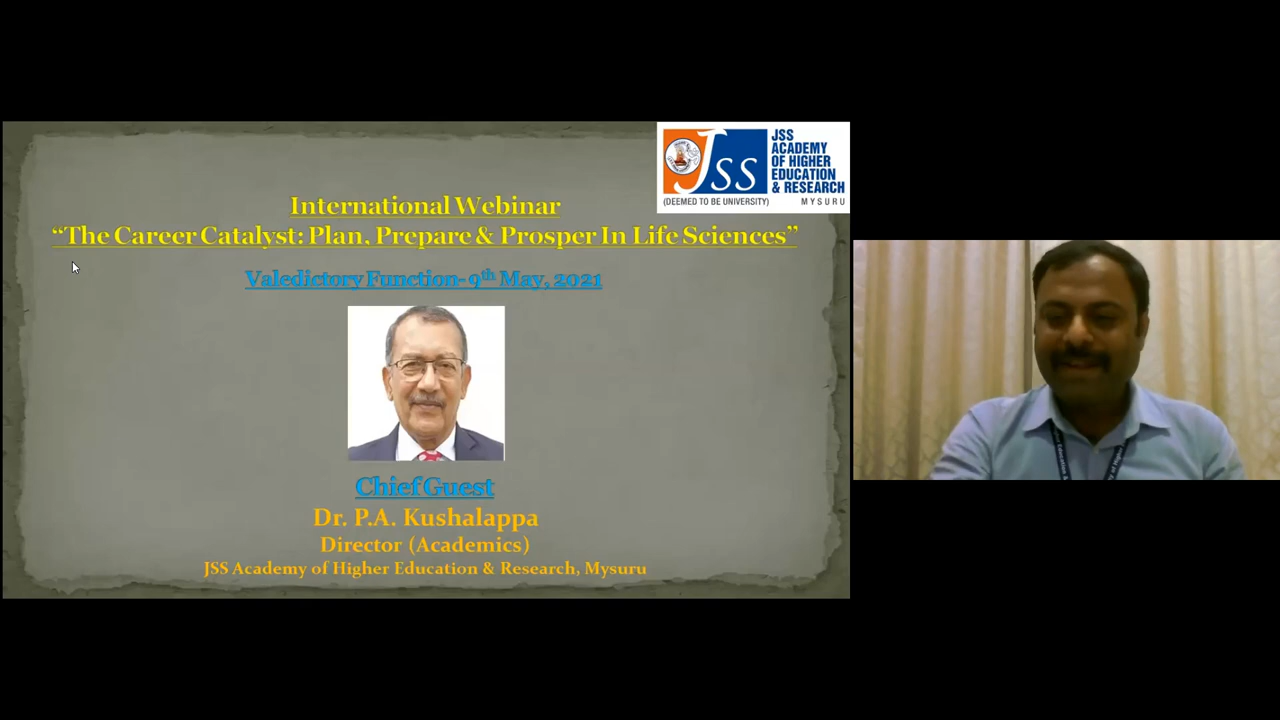 JSS
JSS
ACADEMY
OF HIGHER
EDUCATION
& RESEARCH
(DEEMED TO BE UNIVERSITY) MYSURU
International Webinar
“The Career Catalyst: Plan, Prepare & Prosper In Life Sciences”
Valedictory Function- 9th May, 2021
Chief Guest
Dr. P.A. Kushalappa
Director (Academics)
JSS Academy of Higher Education & Research, Mysuru